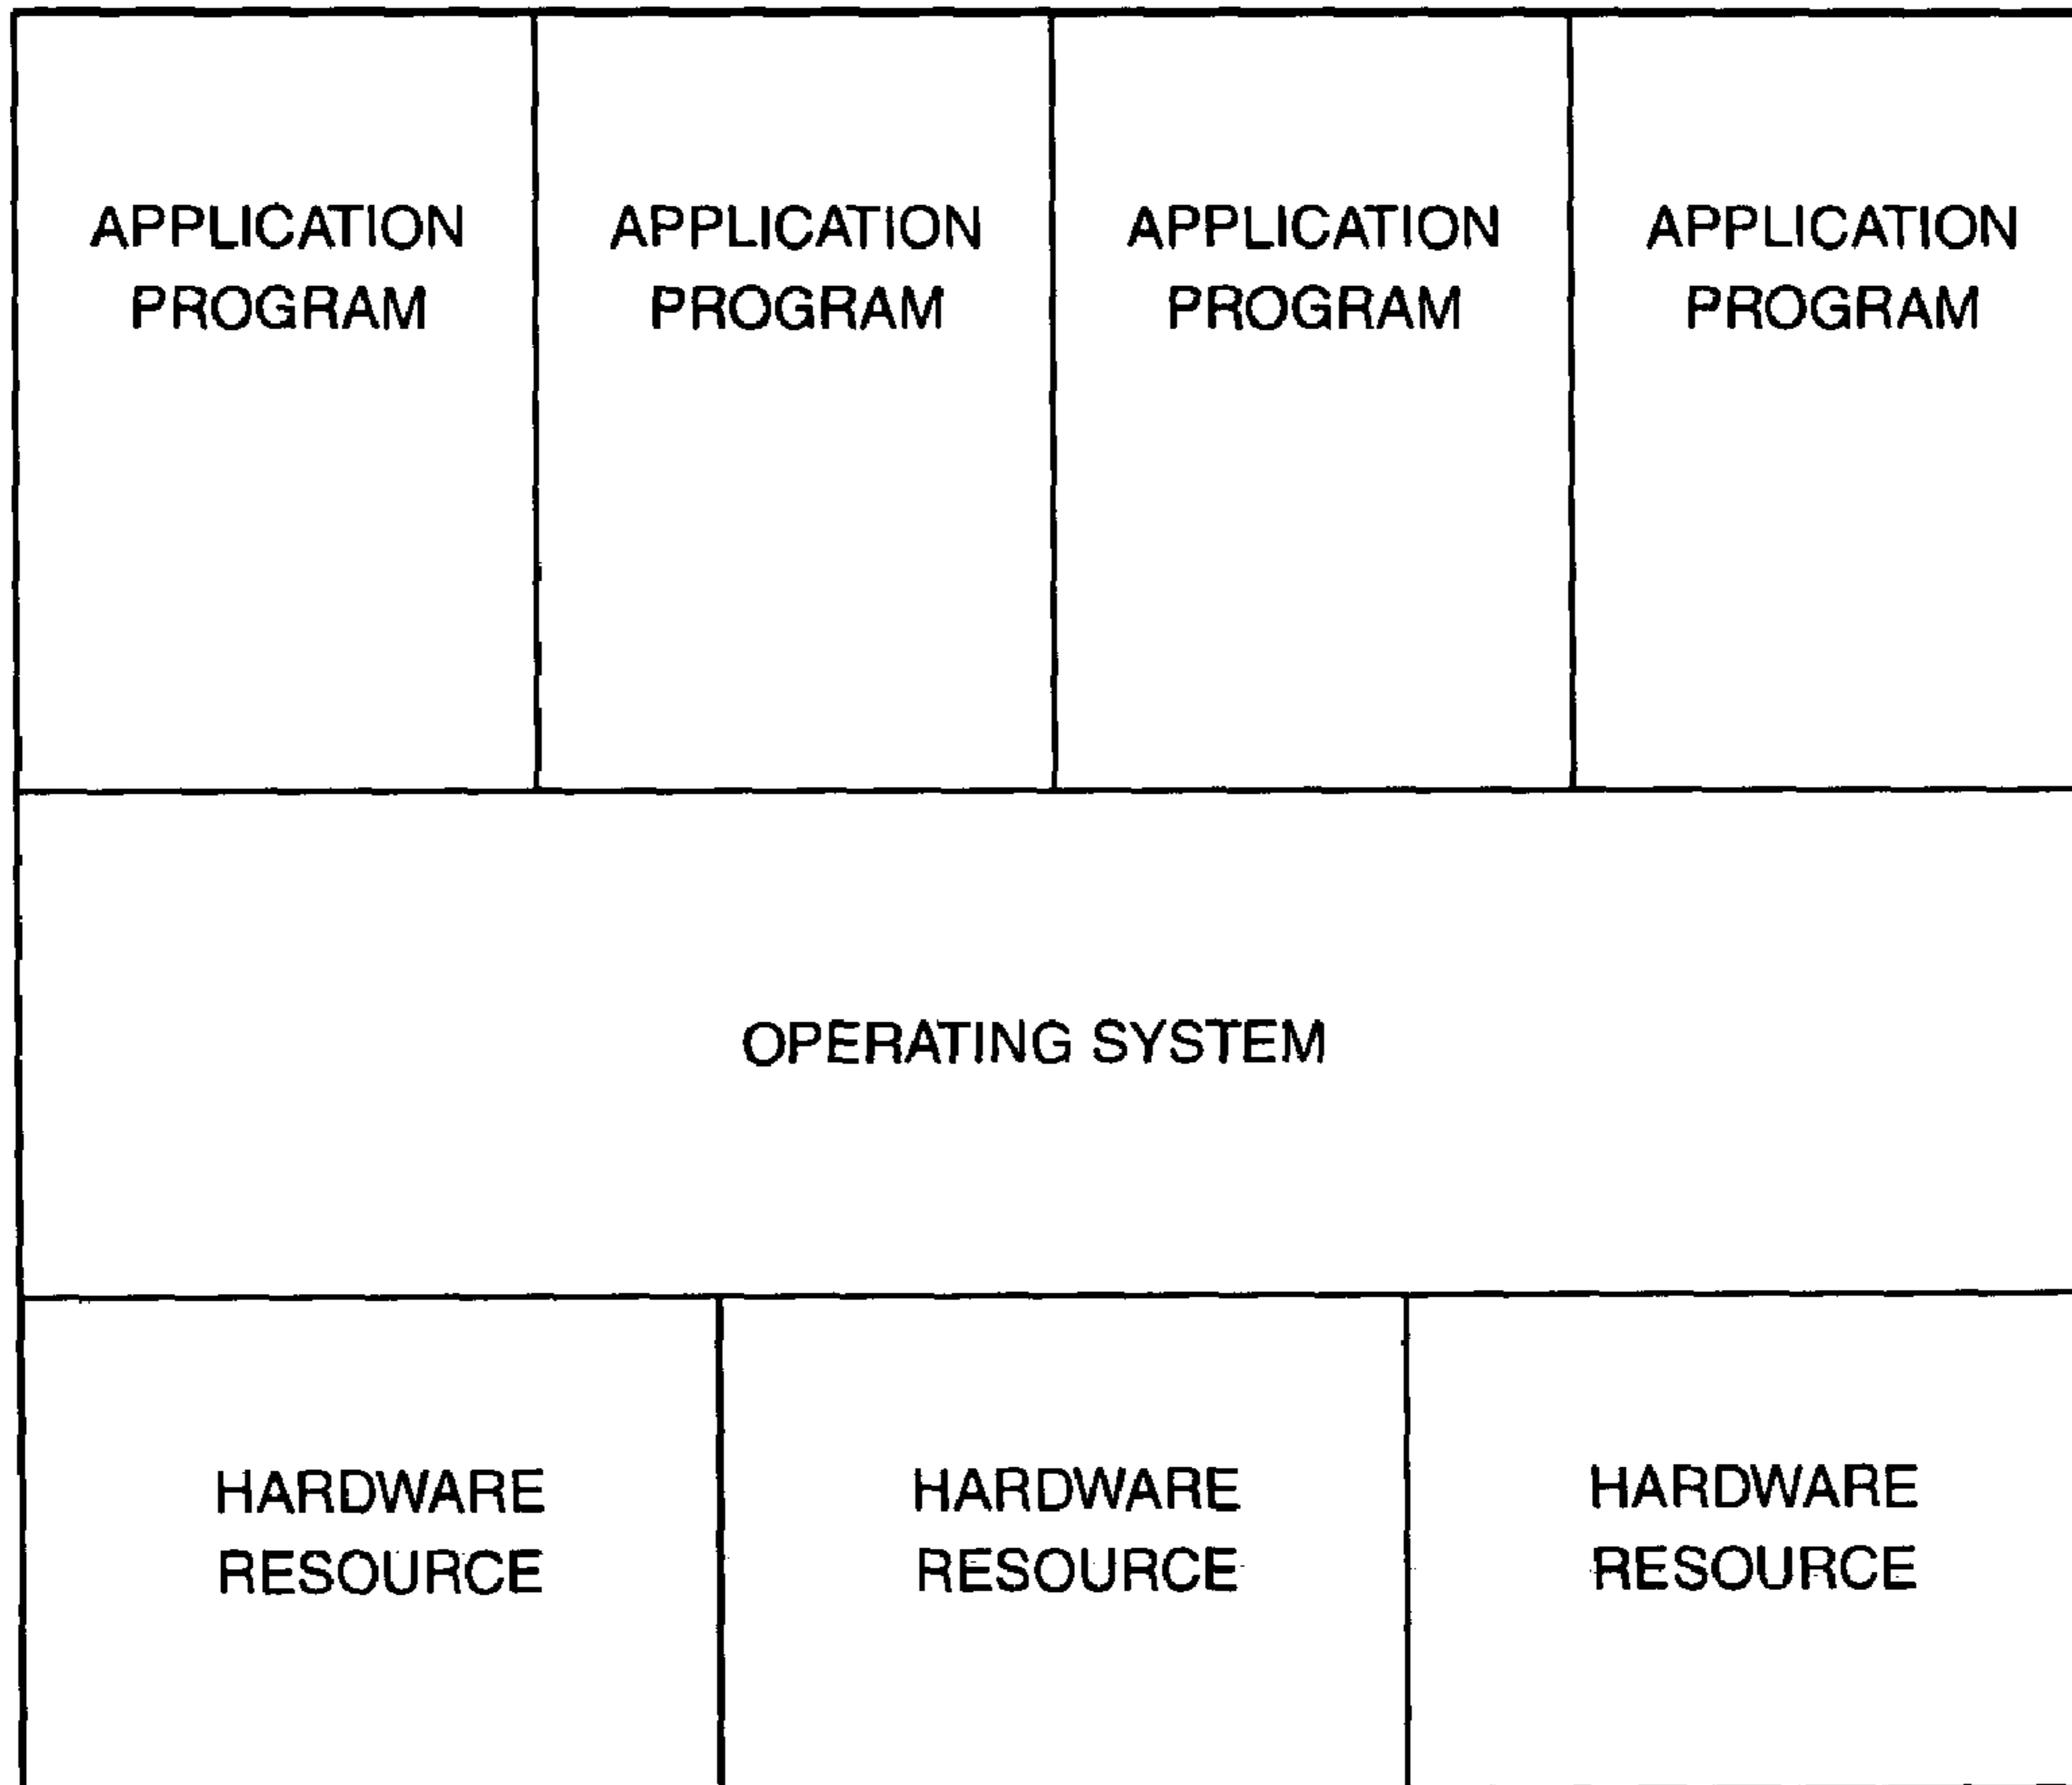 APPLICATION
PROGRAM
APPLICATION
PROGRAM
APPLICATION
PROGRAM
APPLICATION
PROGRAM
OPERATING SYSTEM
HARDWARE
RESOURCE
HARDWARE
RESOURCE
HARDWARE
RESOURCE